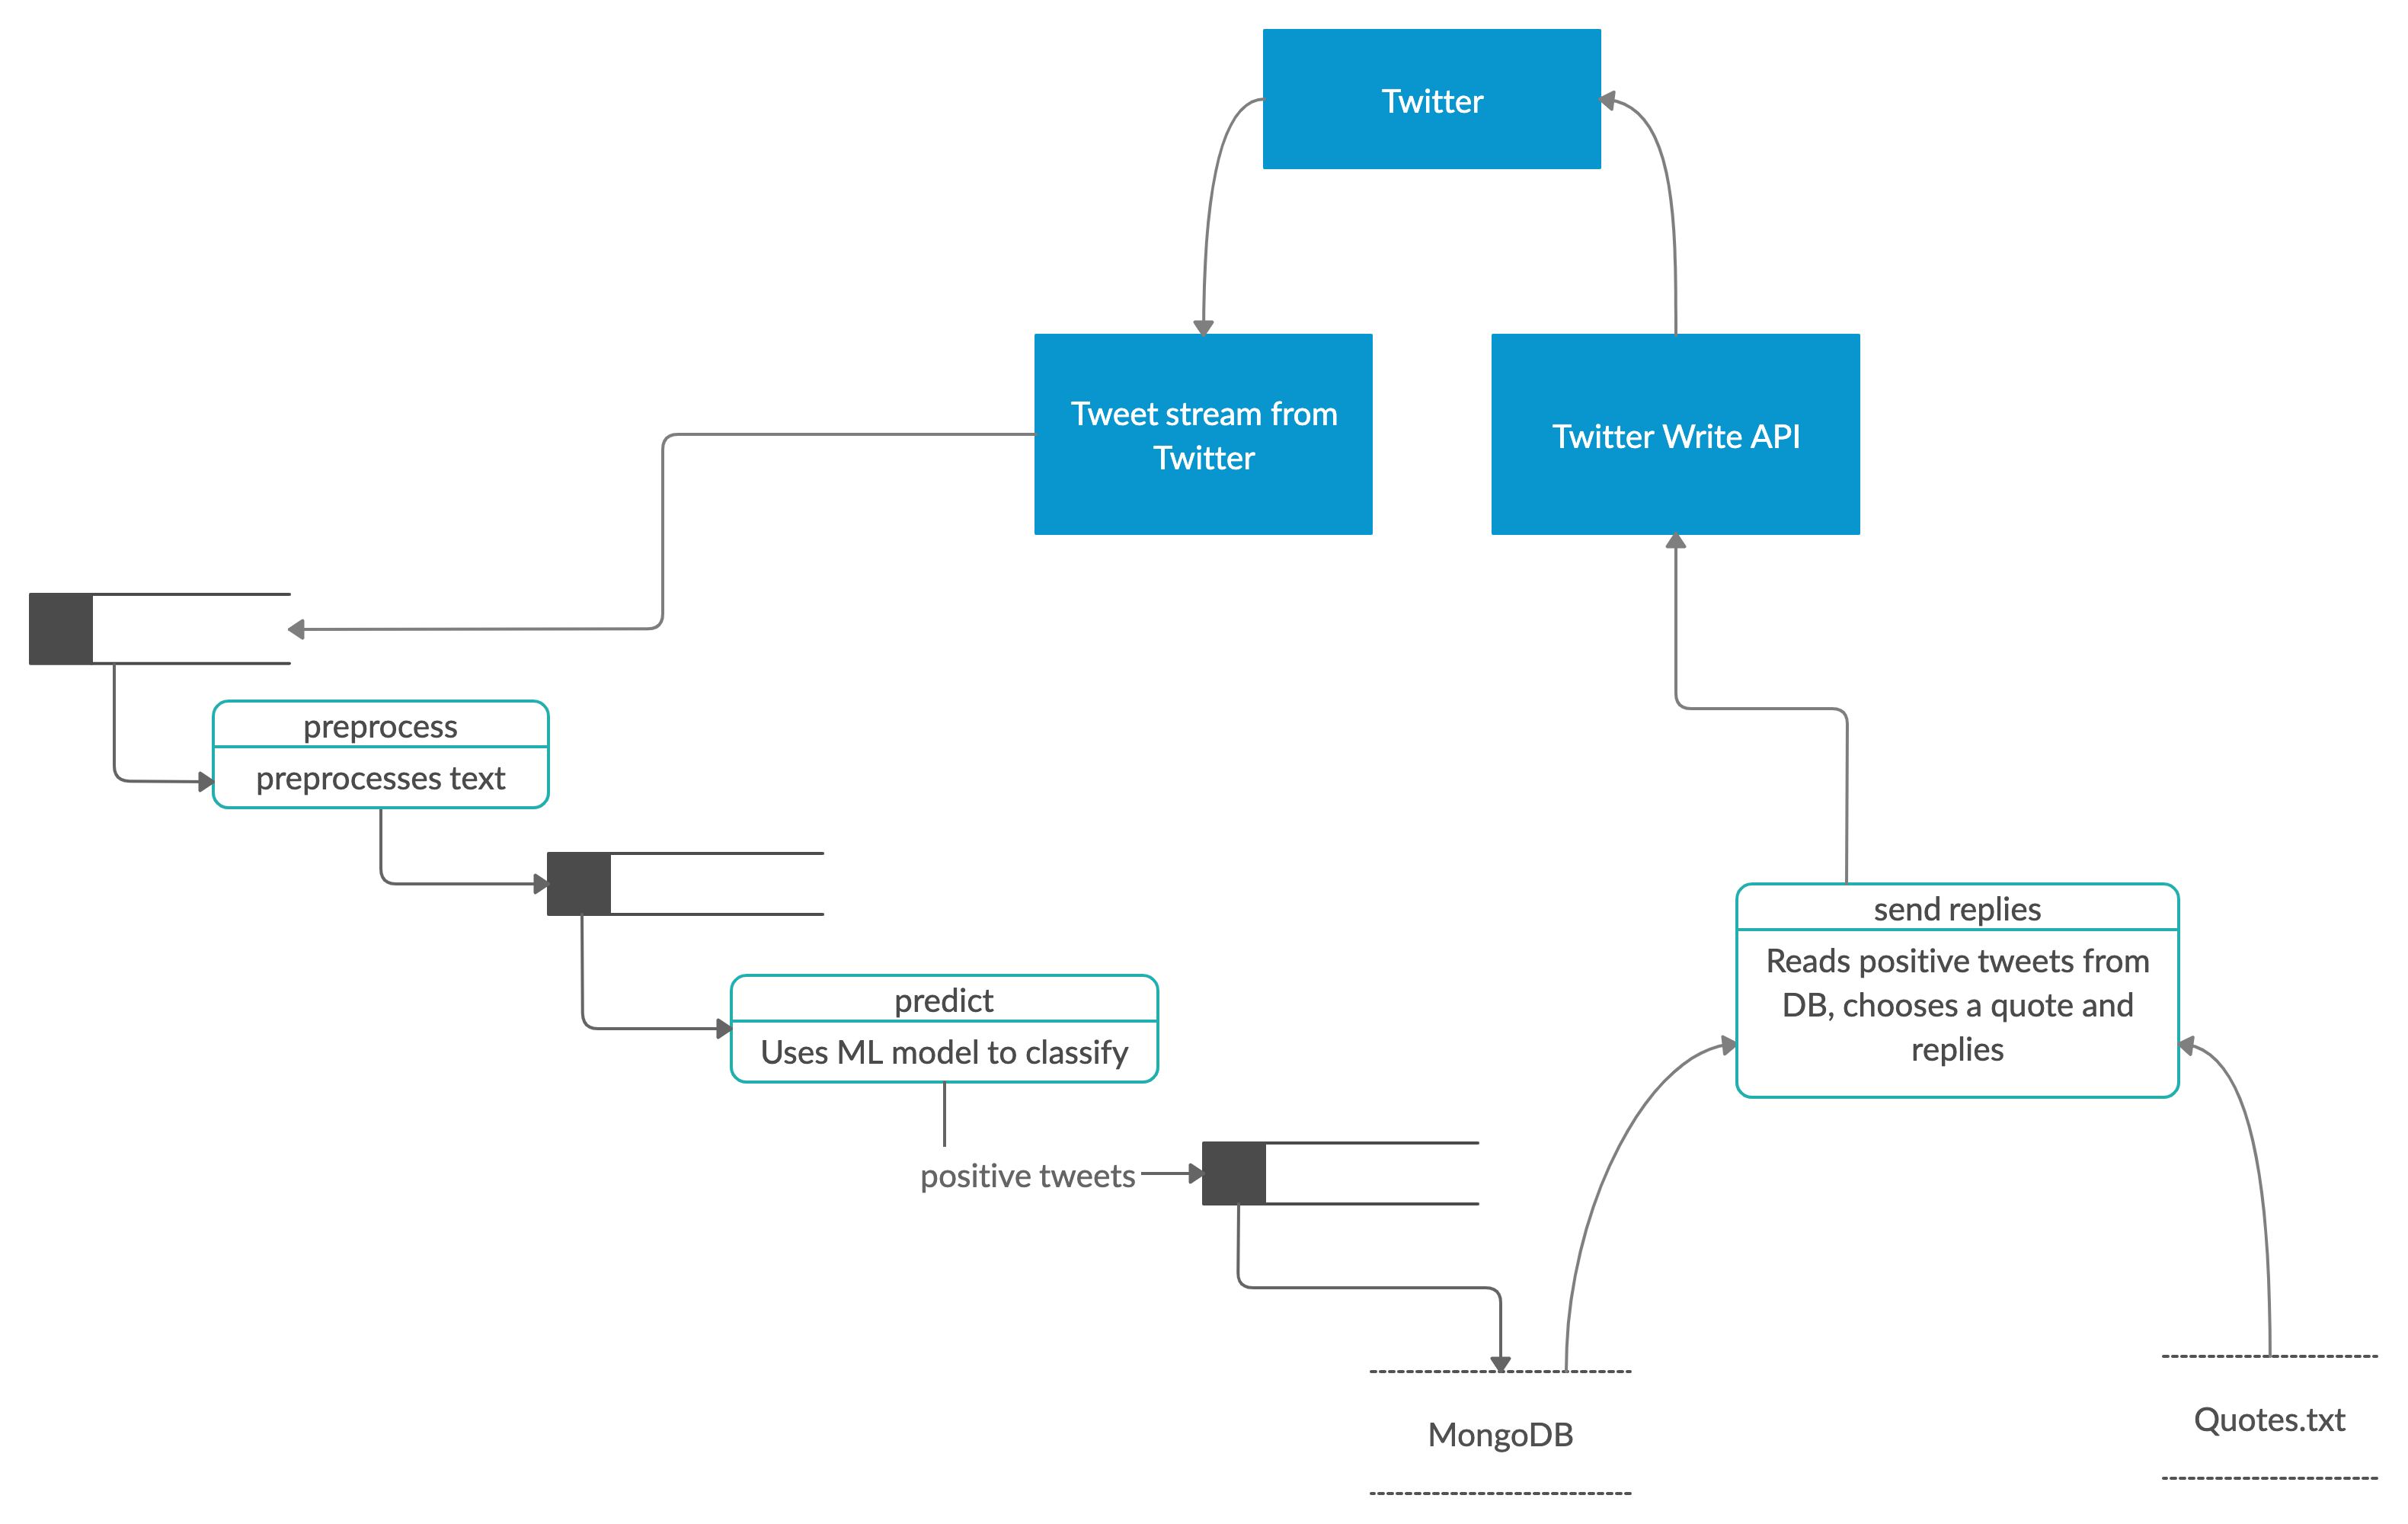 Twitter
Tweet stream from
Twitter
Twitter Write API
preprocess
preprocesses text
predict
Uses ML model to classify
positive tweets
send replies
Reads positive tweets from
DB, chooses a quote and
replies
MongoDB
Quotes.txt